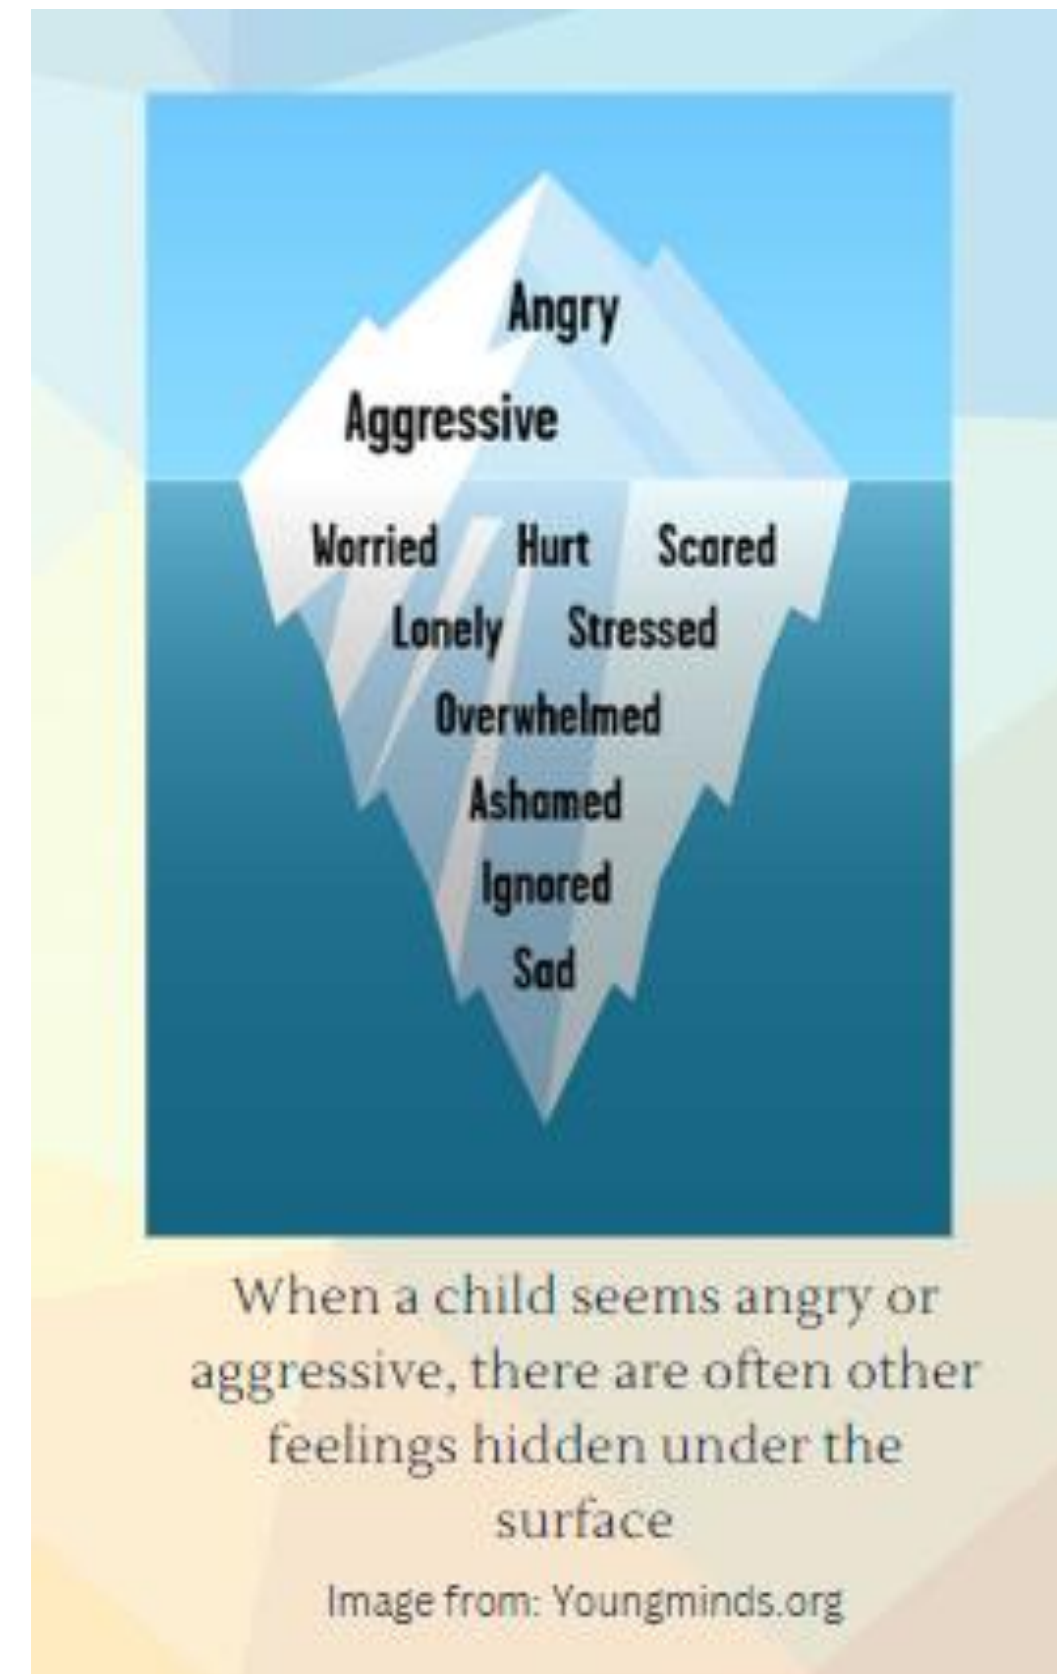 Angry
Aggressive
Worried Hurt Scared
Lonely Stressed
Overwhelmed
Ashamed
Ignored
Sad
When a child seems angry or
aggressive, there are often other
feelings hidden under the
surface
Image from: Youngminds.org